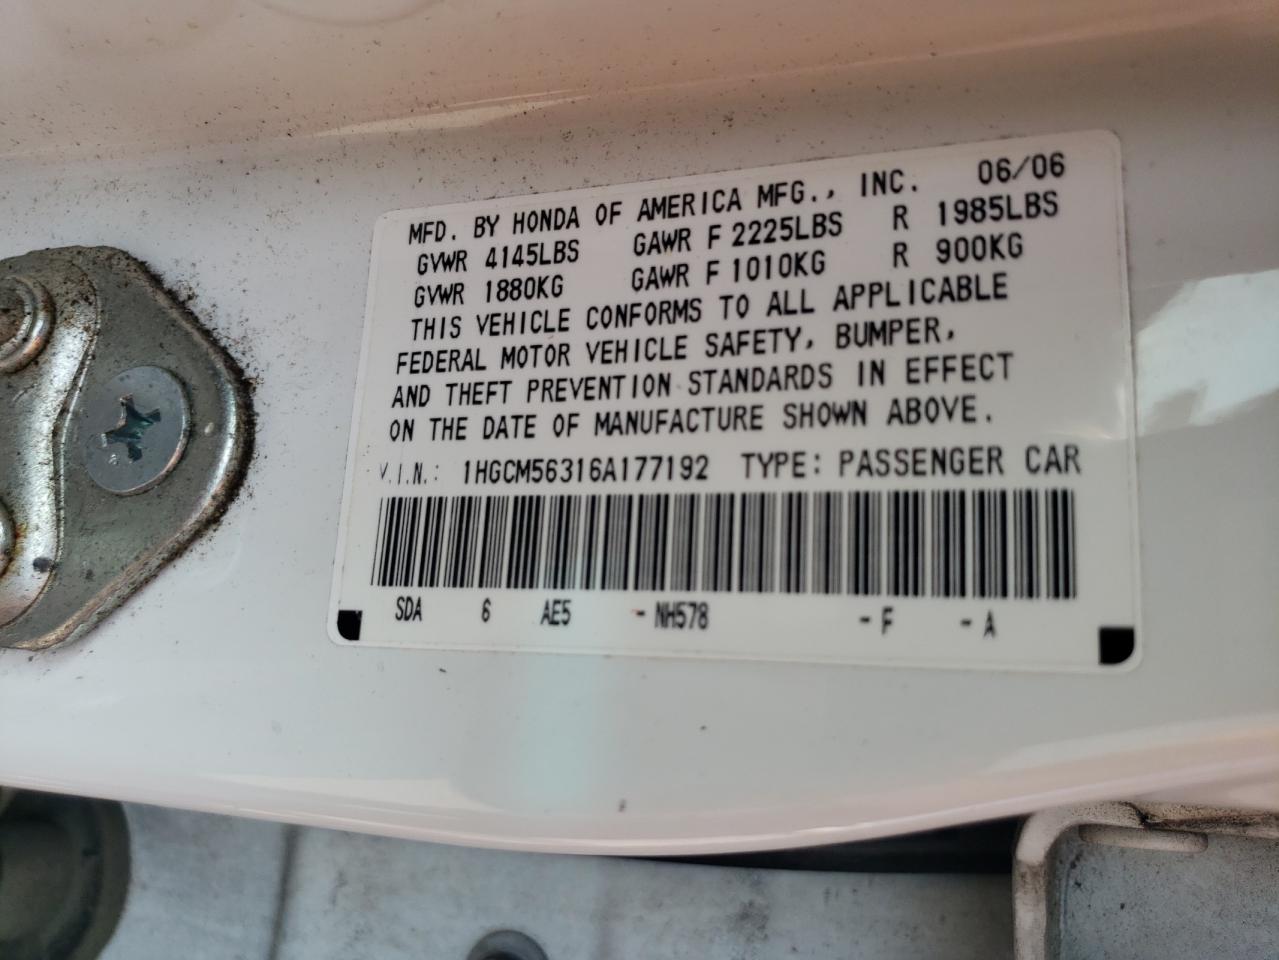 MFD. BY HONDA OF AMERICA MFG., INC. 06/06
GVWR 4145LBS GAWR F 2225LBS R 1985LBS
GVWR 1880KG GAWR F 1010KG R 900KG
THIS VEHICLE CONFORMS TO ALL APPLICABLE
FEDERAL MOTOR VEHICLE SAFETY, BUMPER,
AND THEFT PREVENTION STANDARDS IN EFFECT
ON THE DATE OF MANUFACTURE SHOWN ABOVE.
V.I.N.: 1HGCM56316A177192 TYPE: PASSENGER CAR
SDA 6 AE5 -NH578 -F -A